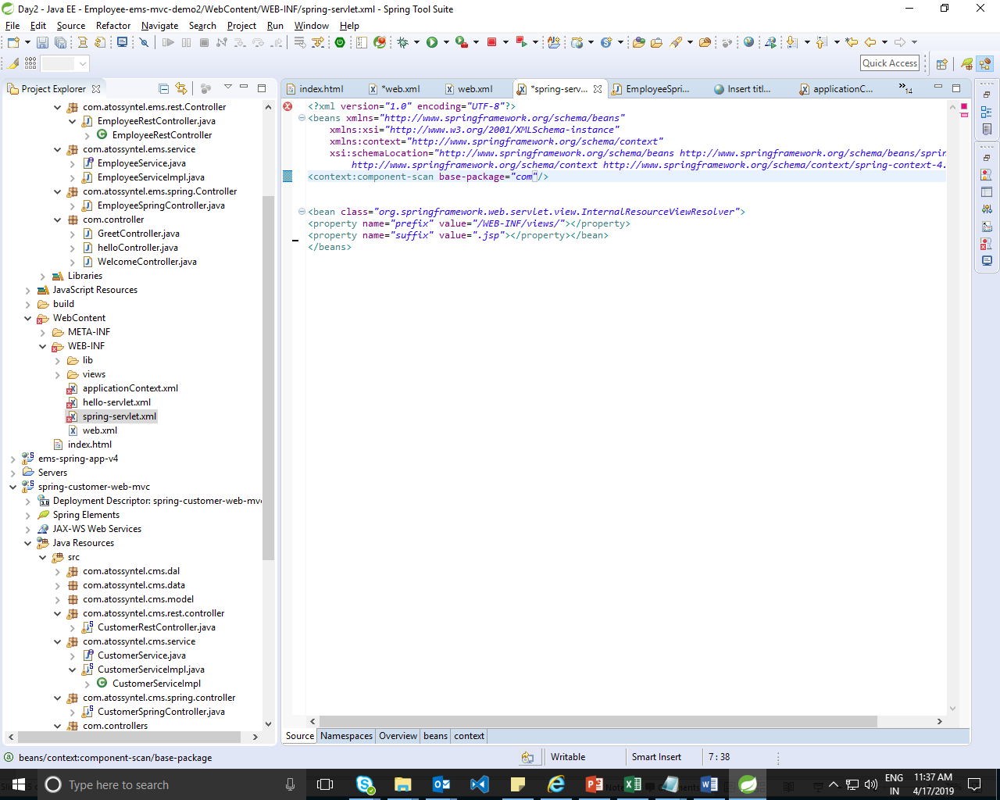 Day2 - Java EE - Employee-ems-mvc-demo2/WebContent/WEB-INF/spring-servlet.xml - Spring Tool Suite
File Edit Source Refactor Navigate Search Project Run Window Help
Quick Access
Project Explorer
index.html *web.xml web.xml *spring-serv... EmployeeSpri... Insert titl... applicationC... 14
com.atossyntel.ems.rest.Controller
EmployeeRestController.java
EmployeeRestController
com.atossyntel.ems.service
EmployeeService.java
EmployeeServiceImpl.java
com.atossyntel.ems.spring.Controller
EmployeeSpringController.java
com.controller
GreetController.java
helloController.java
WelcomeController.java
Libraries
JavaScript Resources
build
WebContent
META-INF
WEB-INF
lib
views
applicationContext.xml
hello-servlet.xml
spring-servlet.xml
web.xml
index.html
ems-spring-app-v4
Servers
spring-customer-web-mvc
Deployment Descriptor: spring-customer-web-mv
Spring Elements
JAX-WS Web Services
Java Resources
src
com.atossyntel.cms.dal
com.atossyntel.cms.data
com.atossyntel.cms.model
com.atossyntel.cms.rest.controller
CustomerRestController.java
com.atossyntel.cms.service
CustomerService.java
CustomerServiceImpl.java
CustomerServiceImpl
com.atossyntel.cms.spring.controller
CustomerSpringController.java
com.controllers
<?xml version="1.0" encoding="UTF-8"?>
<beans xmlns="http://www.springframework.org/schema/beans"
xmlns:xsi="http://www.w3.org/2001/XMLSchema-instance"
xmlns:context="http://www.springframework.org/schema/context"
xsi:schemaLocation="http://www.springframework.org/schema/beans http://www.springframework.org/schema/beans/sprin
http://www.springframework.org/schema/context http://www.springframework.org/schema/context/spring-context-4.
<context:component-scan base-package="com"/>
<bean class="org.springframework.web.servlet.view.InternalResourceViewResolver">
<property name="prefix" value="/WEB-INF/views/"></property>
<property name="suffix" value=".jsp"></property></bean>
</beans>
Source Namespaces Overview beans context
beans/context:component-scan/base-package Writable Smart Insert 7 : 38
Type here to search
ENG 11:37 AM
IN 4/17/2019